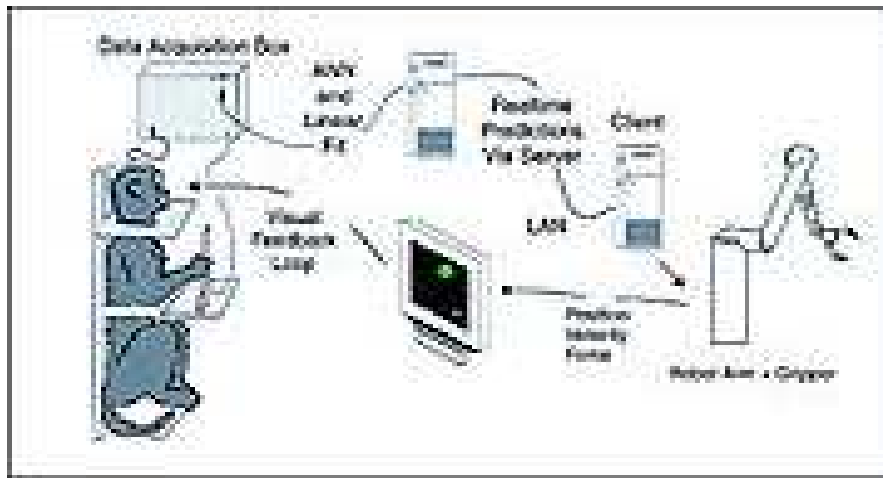 Data Acquisition Box
ANN
and
Linear
Fit
Realtime
Predictions
Via Server
Client
LAN
Visual
Feedback
Loop
Position
Velocity
Force
Robot Arm + Gripper